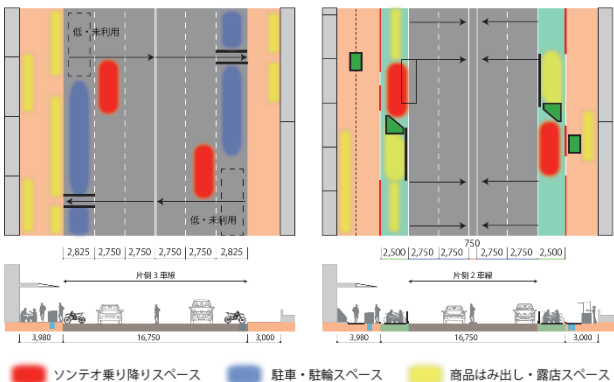 低・未利用
低・未利用
2,825 2,750 2,750 2,750 2,750 2,825
750
2,500 2,750 2,750 2,750 2,750 2,500
片側 3 車線
片側 2 車線
3,980 16,750 3,000
3,980 16,750 3,000
ソンテオ乗り降りスペース
駐車・駐輪スペース
商品はみ出し・露店スペース